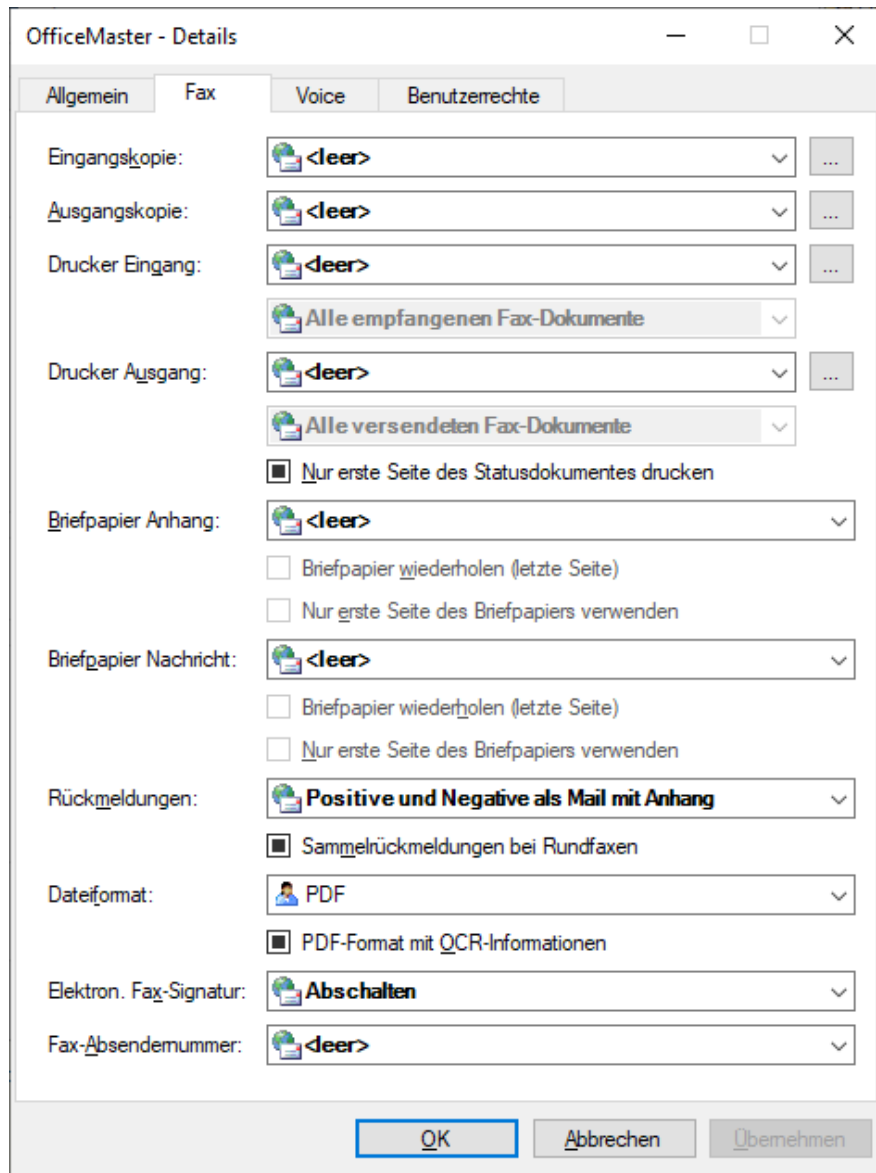 OfficeMaster - Details
Allgemein Fax Voice Benutzerrechte
Eingangskopie: <leer> ...
Ausgangskopie: <leer> ...
Drucker Eingang: <leer> ...
Alle empfangenen Fax-Dokumente
Drucker Ausgang: <leer> ...
Alle versendeten Fax-Dokumente
Nur erste Seite des Statusdokumentes drucken
Briefpapier Anhang: <leer>
Briefpapier wiederholen (letzte Seite)
Nur erste Seite des Briefpapiers verwenden
Briefpapier Nachricht: <leer>
Briefpapier wiederholen (letzte Seite)
Nur erste Seite des Briefpapiers verwenden
Rückmeldungen: Positive und Negative als Mail mit Anhang
Sammelrückmeldungen bei Rundfaxen
Dateiformat: PDF
PDF-Format mit OCR-Informationen
Elektron. Fax-Signatur: Abschalten
Fax-Absendernummer: <leer>
OK Abbrechen Übernehmen